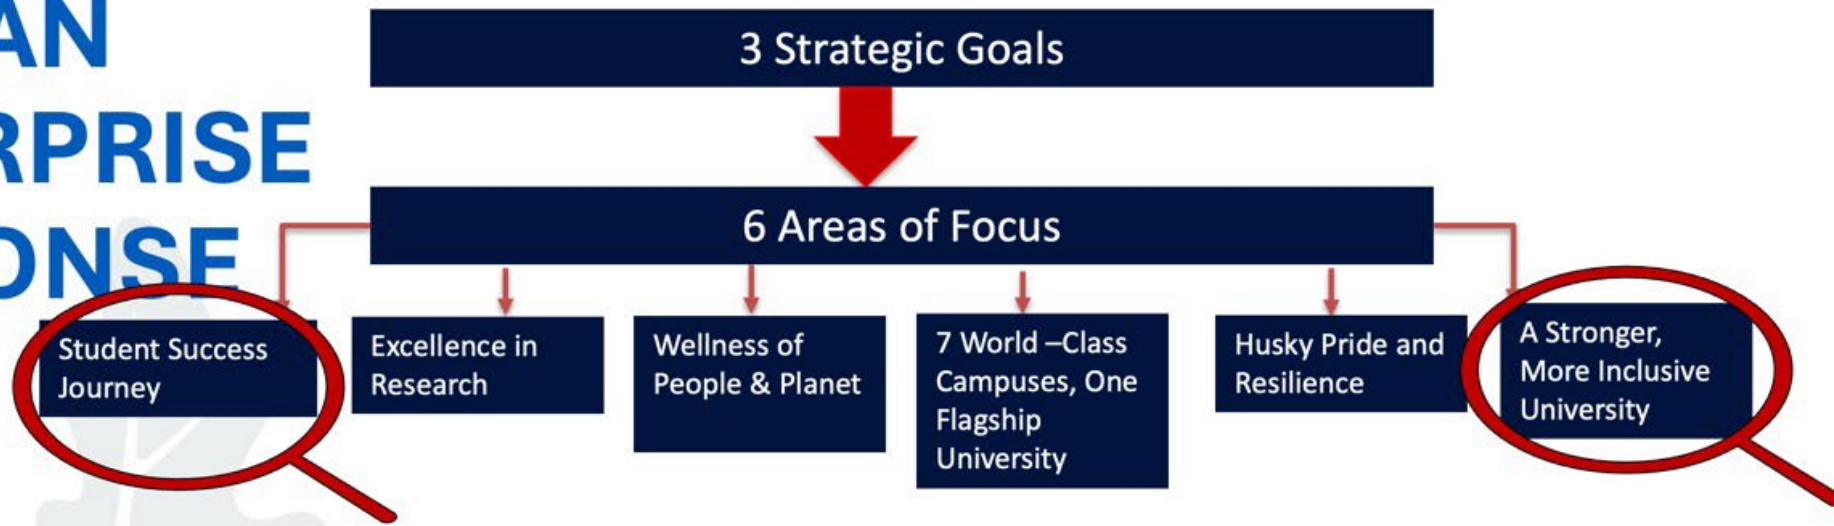 AN
RPRISE
ONSE
3 Strategic Goals
6 Areas of Focus
Student Success
Journey
Excellence in
Research
Wellness of
People & Planet
7 World –Class
Campuses, One
Flagship
University
Husky Pride and
Resilience
A Stronger,
More Inclusive
University